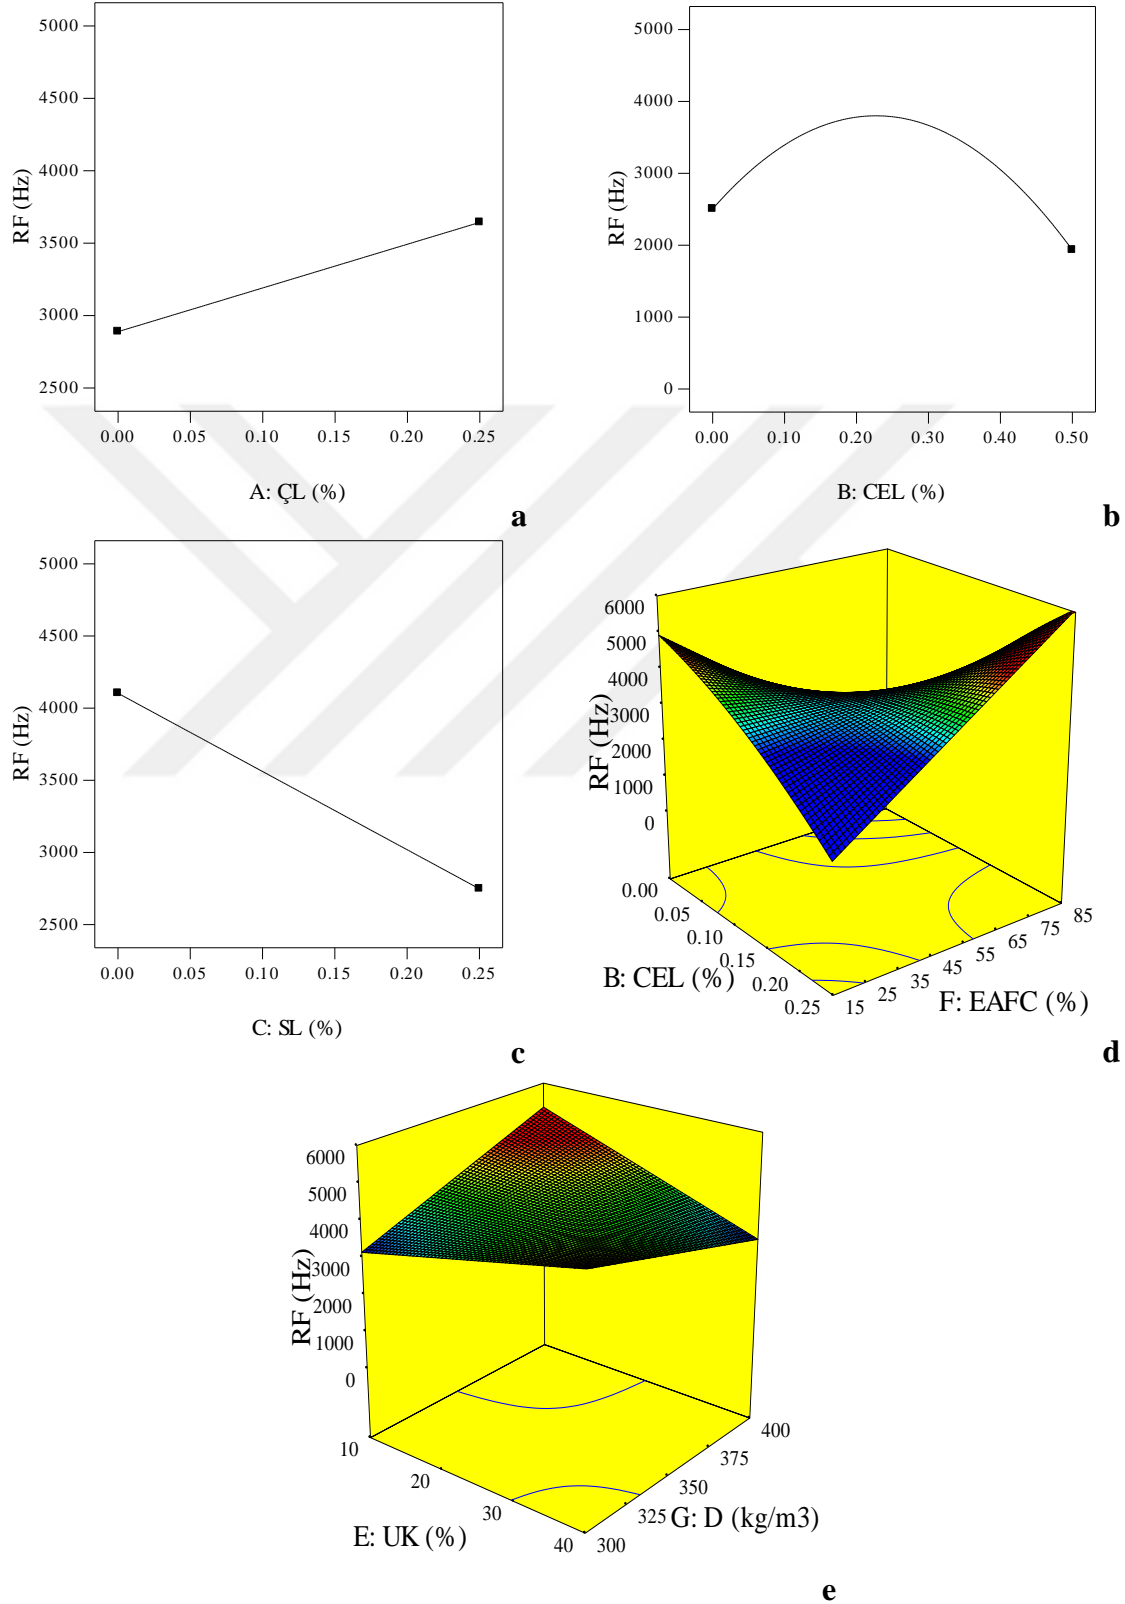 5000
4500
4000
3500
3000
2500
RF (Hz)
0.00 0.05 0.10 0.15 0.20 0.25
A: ÇL (%)
a
5000
4000
3000
2000
1000
0
RF (Hz)
0.00 0.10 0.20 0.30 0.40 0.50
B: CEL (%)
b
5000
4500
4000
3500
3000
2500
RF (Hz)
0.00 0.05 0.10 0.15 0.20 0.25
C: SL (%)
c
6000
5000
4000
3000
2000
1000
0
RF (Hz)
0.00
0.05
0.10
0.15
0.20
0.25
B: CEL (%)
15 25 35 45 55 65 75 85
F: EAFC (%)
d
6000
5000
4000
3000
2000
1000
0
RF (Hz)
10
20
30
40
E: UK (%)
300 325 350 375 400
G: D (kg/m3)
e